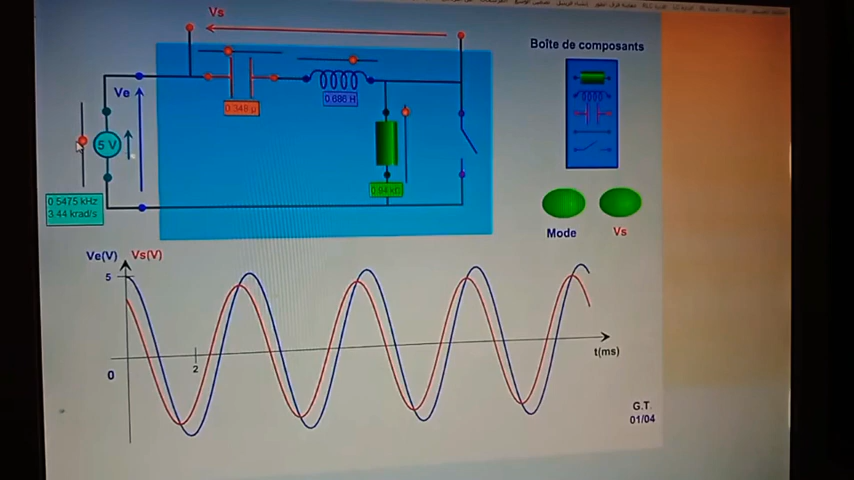 Vs
Boîte de composants
Ve
5 V
0.348 µ
0.686 H
0.94 kΩ
0.5475 kHz
3.44 krad/s
Mode
Vs
Ve(V)
Vs(V)
5
0
2
t(ms)
G.T.
01/04